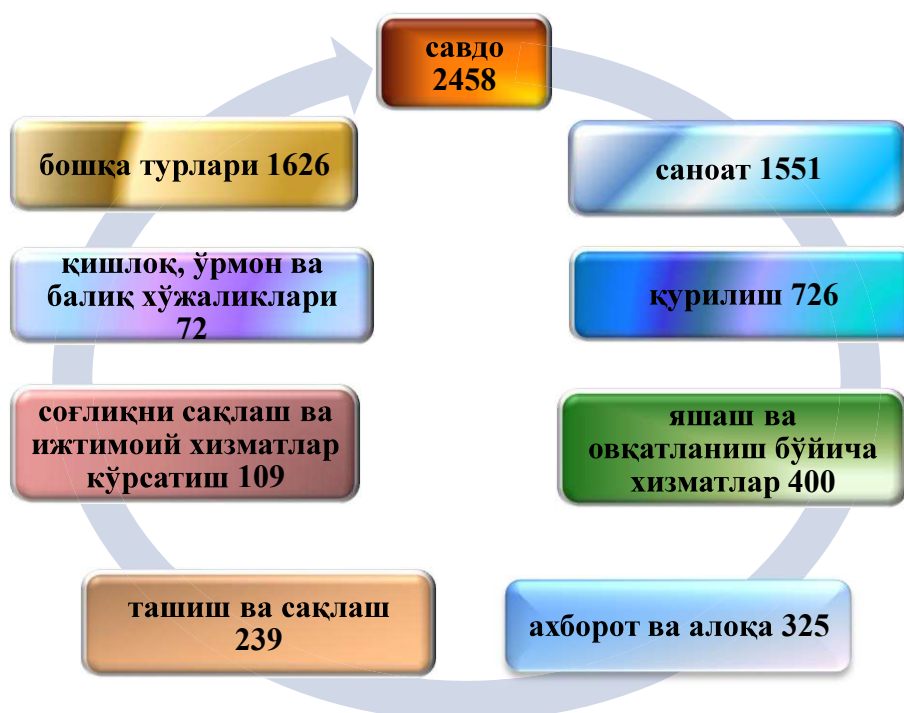 савдо
2458
бошқа турлари 1626
саноат 1551
қишлоқ, ўрмон ва
балиқ хўжаликлари
72
қурилиш 726
соғлиқни сақлаш ва
ижтимоий хизматлар
кўрсатиш 109
яшаш ва
овқатланиш бўйича
хизматлар 400
ташиш ва сақлаш
239
ахборот ва алоқа 325